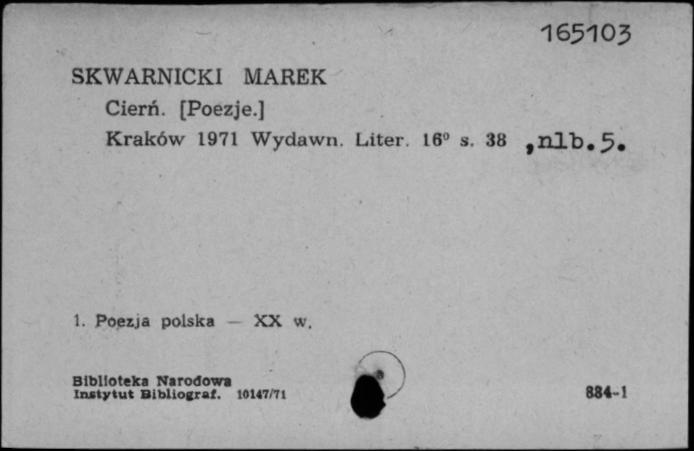 165103
SKWARNICKI MAREK
Cierń. [Poezje.]
Kraków 1971 Wydawn. Liter. 16⁰ s. 38 ,nlb.5.
1. Poezja polska — XX w.
Biblioteka Narodowa
Instytut Bibliograf. 10147/71
884-1